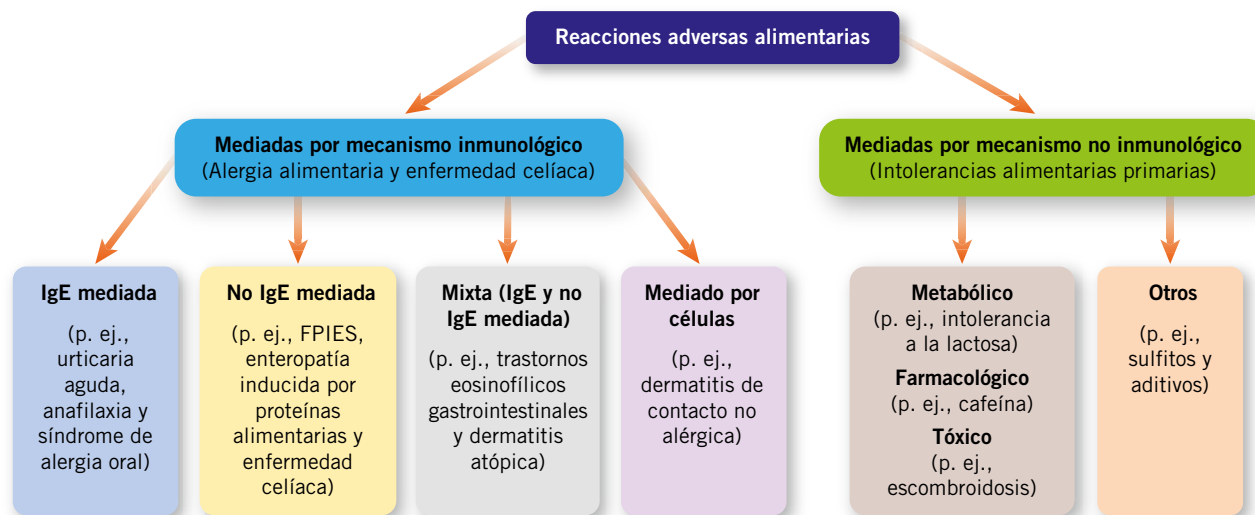 Reacciones adversas alimentarias
Mediadas por mecanismo inmunológico
(Alergia alimentaria y enfermedad celíaca)
Mediadas por mecanismo no inmunológico
(Intolerancias alimentarias primarias)
IgE mediada
(p. ej.,
urticaria
aguda,
anafilaxia y
síndrome de
alergia oral)
No IgE mediada
(p. ej., FPIES,
enteropatía
inducida por
proteínas
alimentarias y
enfermedad
celíaca)
Mixta (IgE y no
IgE mediada)
(p. ej., trastornos
eosinofílicos
gastrointestinales
y dermatitis
atópica)
Mediado por
células
(p. ej.,
dermatitis de
contacto no
alérgica)
Metabólico
(p. ej., intolerancia
a la lactosa)
Farmacológico
(p. ej., cafeína)
Tóxico
(p. ej.,
escombroidosis)
Otros
(p. ej.,
sulfitos y
aditivos)